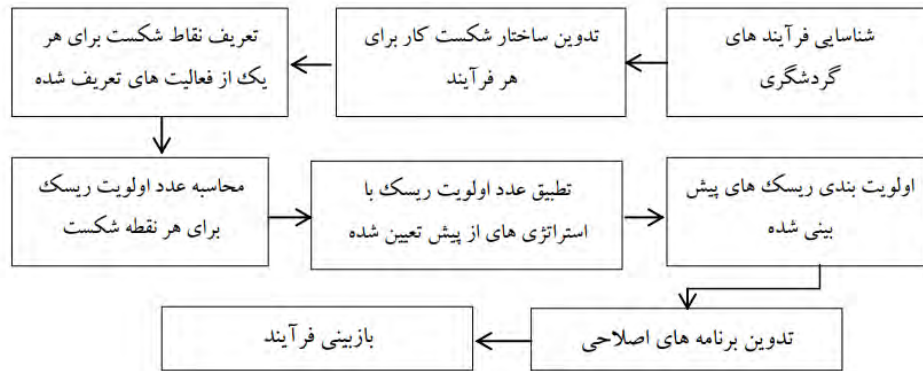 شناسایی فرآیند های
گردشگری
تدوین ساختار شکست کار برای
هر فرآیند
تعریف نقاط شکست برای هر
یک از فعالیت های تعریف شده
محاسبه عدد اولویت ریسک
برای هر نقطه شکست
تطبیق عدد اولویت ریسک با
استراتژی های از پیش تعیین شده
اولویت بندی ریسک های پیش
بینی شده
تدوین برنامه های اصلاحی
بازبینی فرآیند